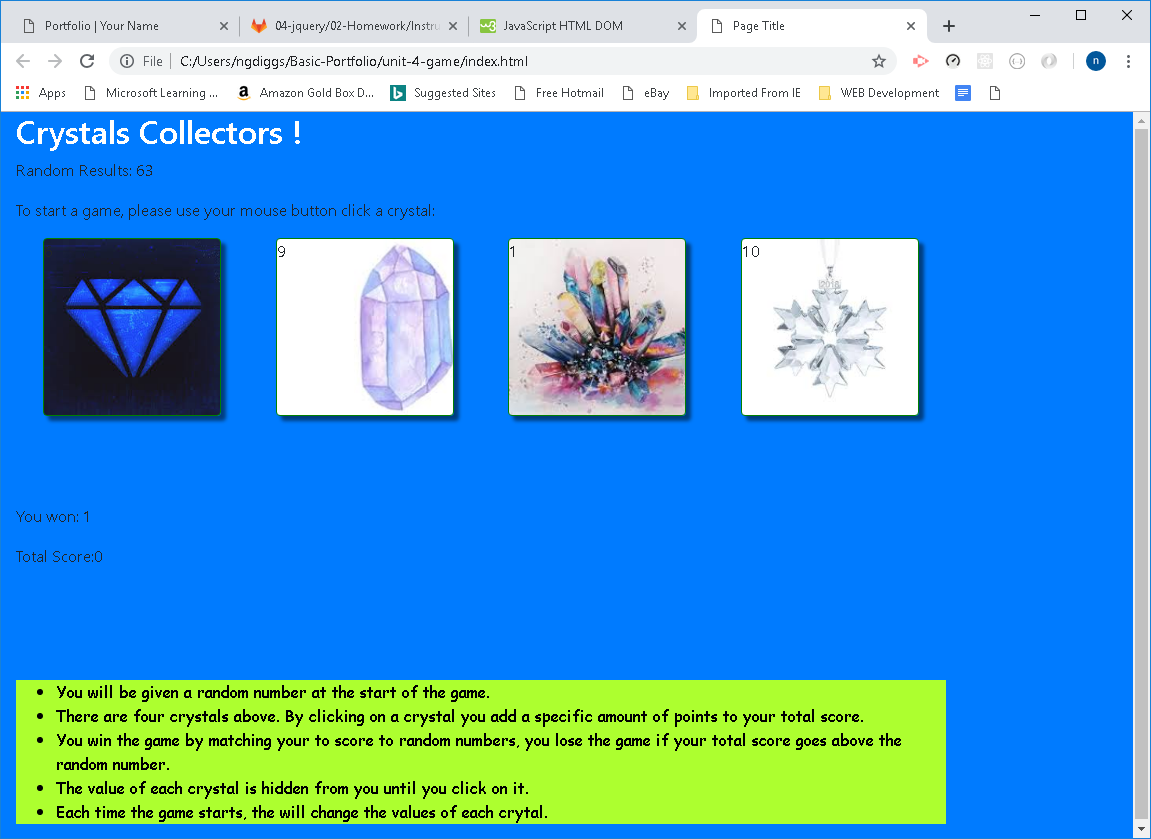 Portfolio | Your Name
04-jquery/02-Homework/Instru
JavaScript HTML DOM
Page Title
File
C:/Users/ngdiggs/Basic-Portfolio/unit-4-game/index.html
n
Apps
Microsoft Learning ...
Amazon Gold Box D...
Suggested Sites
Free Hotmail
eBay
Imported From IE
WEB Development
Crystals Collectors !
Random Results: 63
To start a game, please use your mouse button click a crystal:
9
1
10
2018
You won: 1
Total Score:0
You will be given a random number at the start of the game.
There are four crystals above. By clicking on a crystal you add a specific amount of points to your total score.
You win the game by matching your to score to random numbers, you lose the game if your total score goes above the
random number.
The value of each crystal is hidden from you until you click on it.
Each time the game starts, the will change the values of each crytal.